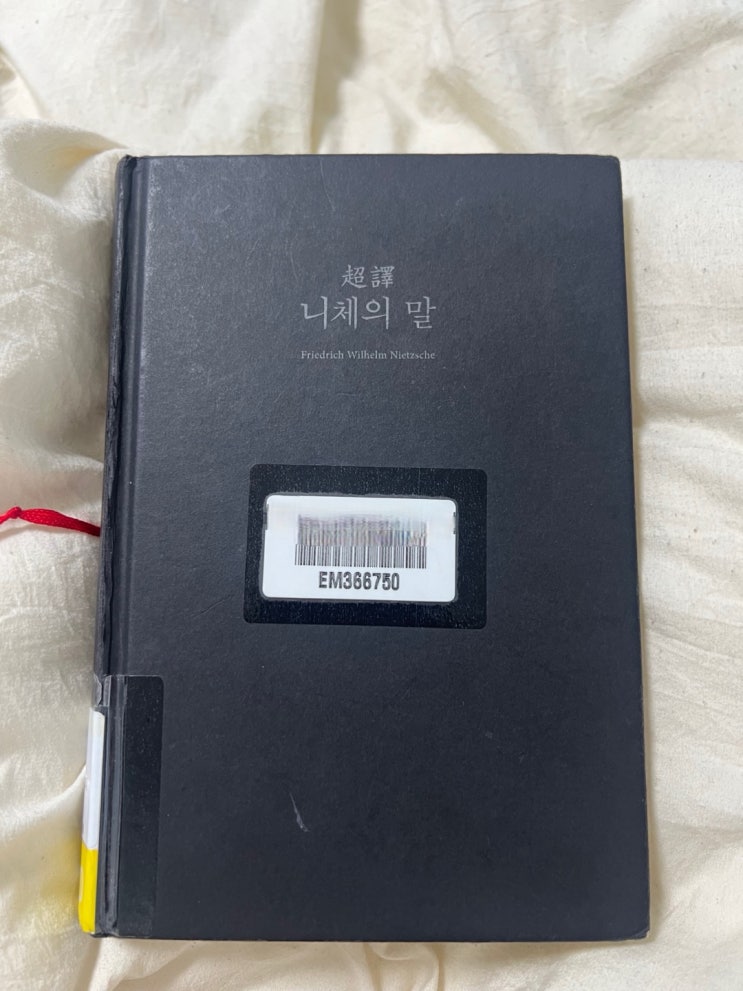 超譯
니체의 말
Friedrich Wilhelm Nietzsche
EM366750